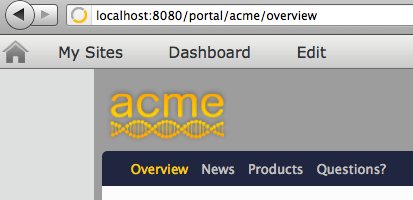 localhost:8080/portal/acme/overview
My Sites Dashboard Edit
acme
Overview News Products Questions?